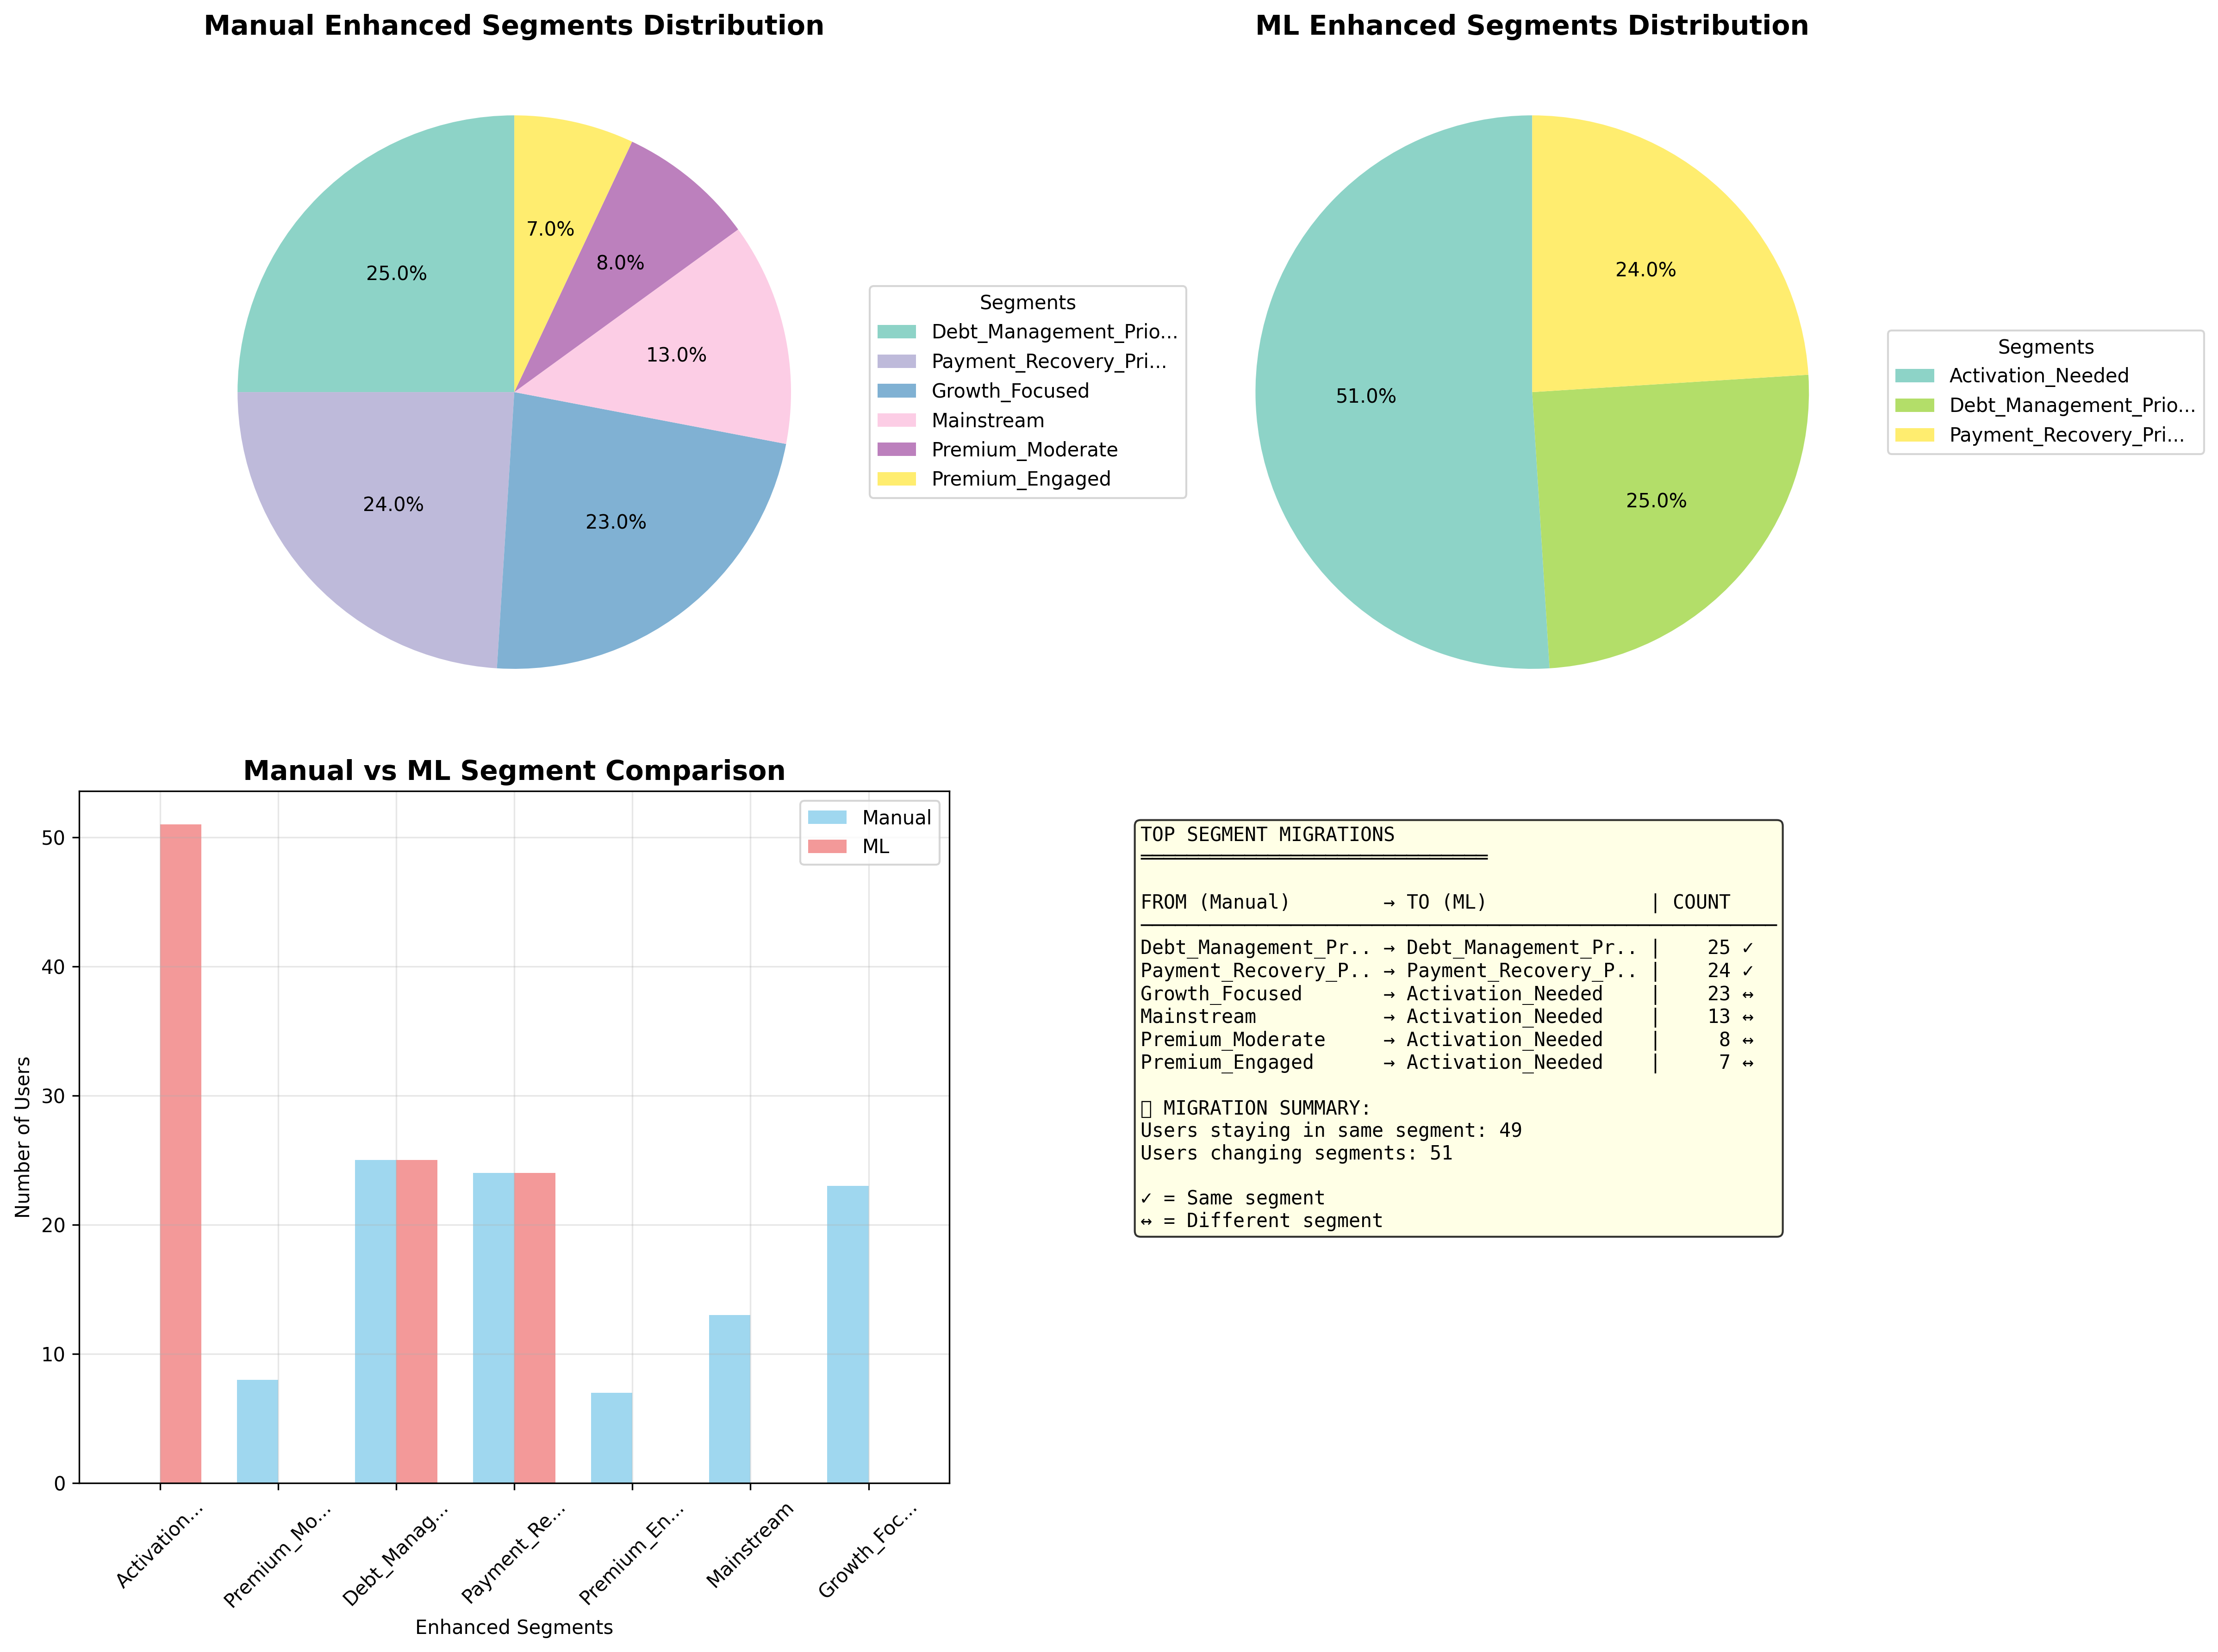 Manual Enhanced Segments Distribution
7.0%
8.0%
25.0%
13.0%
24.0%
23.0%
Segments
Debt_Management_Prio...
Payment_Recovery_Pri...
Growth_Focused
Mainstream
Premium_Moderate
Premium_Engaged
ML Enhanced Segments Distribution
24.0%
51.0%
25.0%
Segments
Activation_Needed
Debt_Management_Prio...
Payment_Recovery_Pri...
Manual vs ML Segment Comparison
Manual
ML
Number of Users
50
40
30
20
10
0
Activation...
Premium_Mo...
Debt_Manag...
Payment_Re...
Premium_En...
Mainstream
Growth_Foc...
Enhanced Segments
TOP SEGMENT MIGRATIONS
FROM (Manual) → TO (ML) | COUNT
Debt_Management_Pr.. → Debt_Management_Pr.. | 25 ✓
Payment_Recovery_P.. → Payment_Recovery_P.. | 24 ✓
Growth_Focused → Activation_Needed | 23 ↔
Mainstream → Activation_Needed | 13 ↔
Premium_Moderate → Activation_Needed | 8 ↔
Premium_Engaged → Activation_Needed | 7 ↔
MIGRATION SUMMARY:
Users staying in same segment: 49
Users changing segments: 51
✓ = Same segment
↔ = Different segment